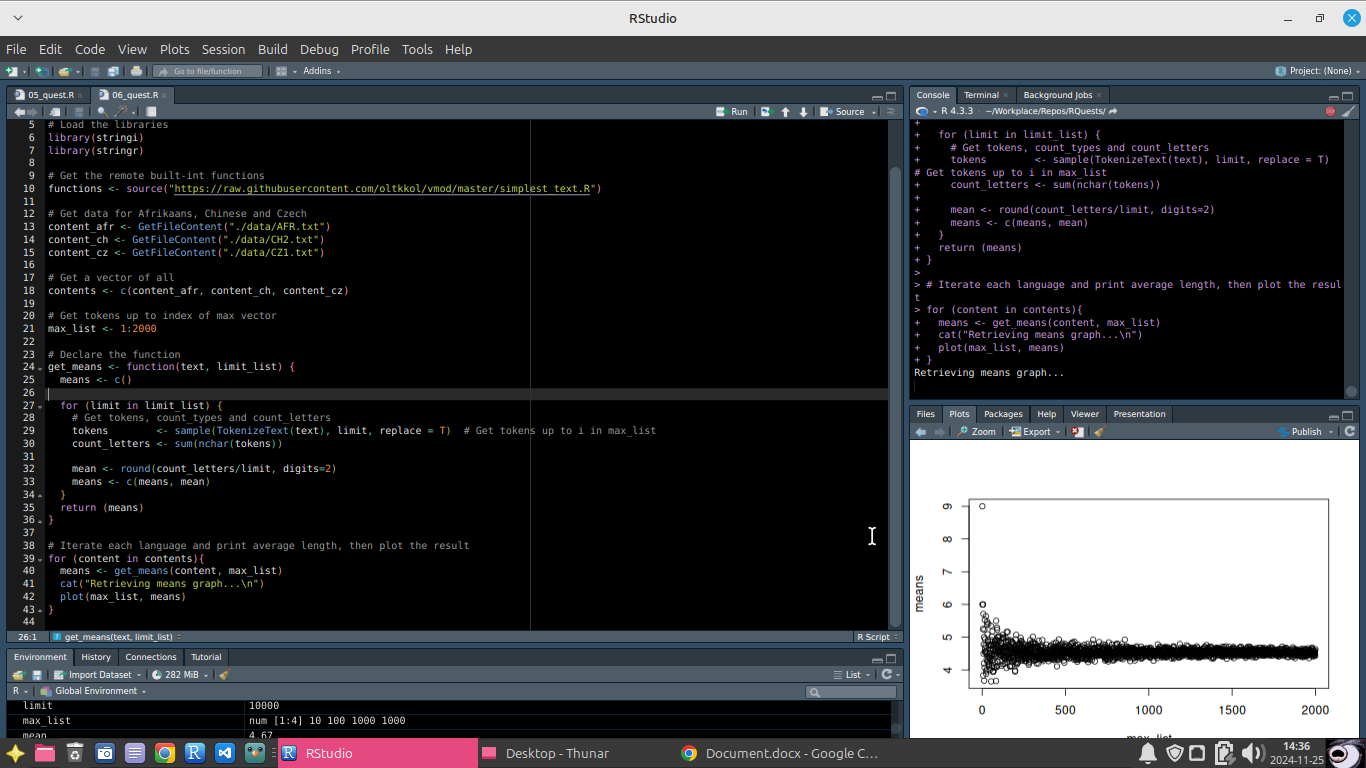 RStudio
File Edit Code View Plots Session Build Debug Profile Tools Help
Go to file/function Addins Project: (None)
05_quest.R 06_quest.R
Run Source
5 # Load the libraries
6 library(stringi)
7 library(stringr)
8
9 # Get the remote built-int functions
10 functions <- source("https://raw.githubusercontent.com/oltkkol/vmod/master/simplest_text.R")
11
12 # Get data for Afrikaans, Chinese and Czech
13 content_afr <- GetFileContent("./data/AFR.txt")
14 content_ch <- GetFileContent("./data/CH2.txt")
15 content_cz <- GetFileContent("./data/CZ1.txt")
16
17 # Get a vector of all
18 contents <- c(content_afr, content_ch, content_cz)
19
20 # Get tokens up to index of max vector
21 max_list <- 1:2000
22
23 # Declare the function
24 get_means <- function(text, limit_list) {
25 means <- c()
26
27 for (limit in limit_list) {
28 # Get tokens, count_types and count_letters
29 tokens <- sample(TokenizeText(text), limit, replace = T) # Get tokens up to i in max_list
30 count_letters <- sum(nchar(tokens))
31
32 mean <- round(count_letters/limit, digits=2)
33 means <- c(means, mean)
34 }
35 return (means)
36 }
37
38 # Iterate each language and print average length, then plot the result
39 for (content in contents){
40 means <- get_means(content, max_list)
41 cat("Retrieving means graph...\n")
42 plot(max_list, means)
43 }
44
26:1 get_means(text, limit_list) R Script
Environment History Connections Tutorial
Import Dataset 282 MiB List
R Global Environment
limit 10000
max_list num [1:4] 10 100 1000 1000
mean 4.67
Console Terminal Background Jobs
R 4.3.3 · ~/Workplace/Repos/RQuests/
+
+ for (limit in limit_list) {
+ # Get tokens, count_types and count_letters
+ tokens <- sample(TokenizeText(text), limit, replace = T)
# Get tokens up to i in max_list
+ count_letters <- sum(nchar(tokens))
+
+ mean <- round(count_letters/limit, digits=2)
+ means <- c(means, mean)
+ }
+ return (means)
+ }
>
> # Iterate each language and print average length, then plot the resul
t
> for (content in contents){
+ means <- get_means(content, max_list)
+ cat("Retrieving means graph...\n")
+ plot(max_list, means)
+ }
Retrieving means graph...
Files Plots Packages Help Viewer Presentation
Zoom Export Publish
means
9
8
7
6
5
4
0 500 1000 1500 2000
max_list
RStudio Desktop - Thunar Document.docx - Google C...
14:36
2024-11-25